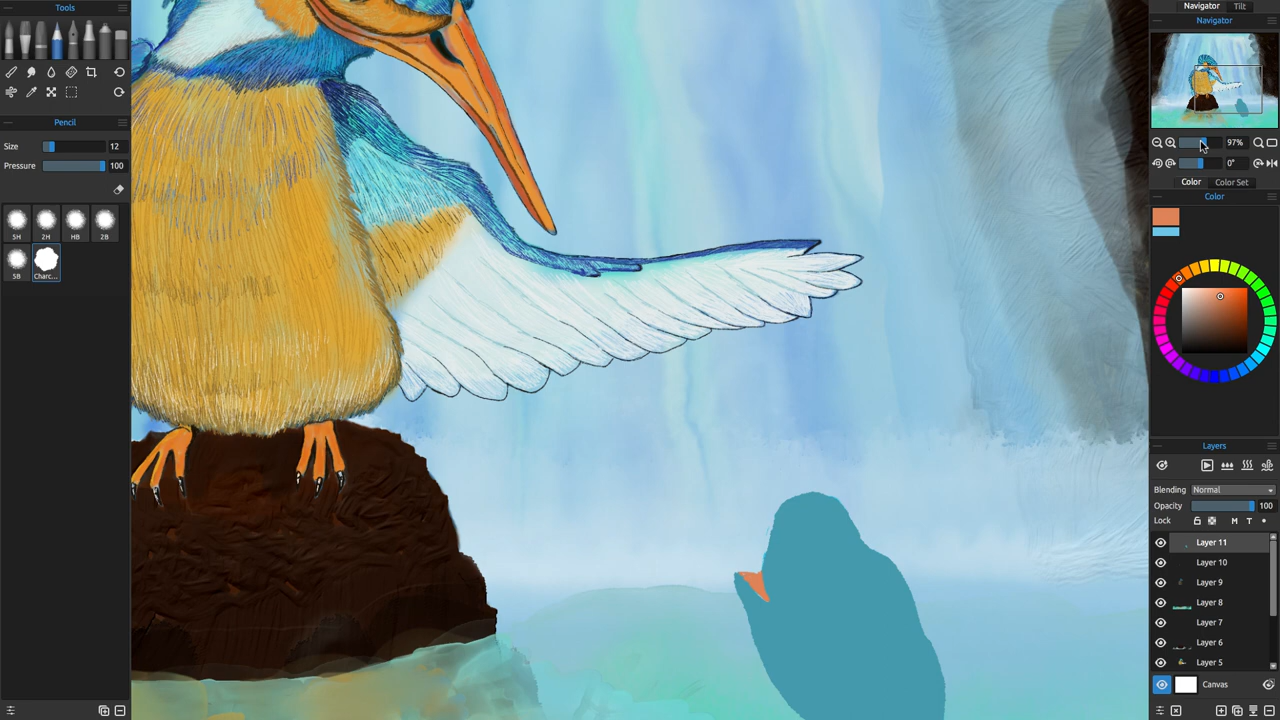 Tools
Pencil
Size 12
Pressure 100
5H 2H HB 2B
5B Charc...
Navigator Tilt
Navigator
97%
0°
Color Color Set
Color
Layers
Blending Normal
Opacity 100
Lock M T
Layer 11
Layer 10
Layer 9
Layer 8
Layer 7
Layer 6
Layer 5
Canvas